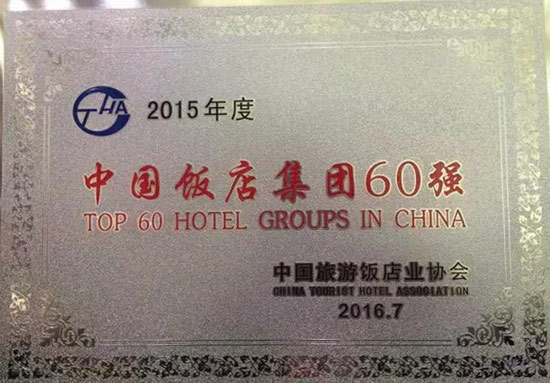 CTHA 2015年度
中国饭店集团60强
TOP 60 HOTEL GROUPS IN CHINA
中国旅游饭店业协会
CHINA TOURIST HOTEL ASSOCIATION
2016.7